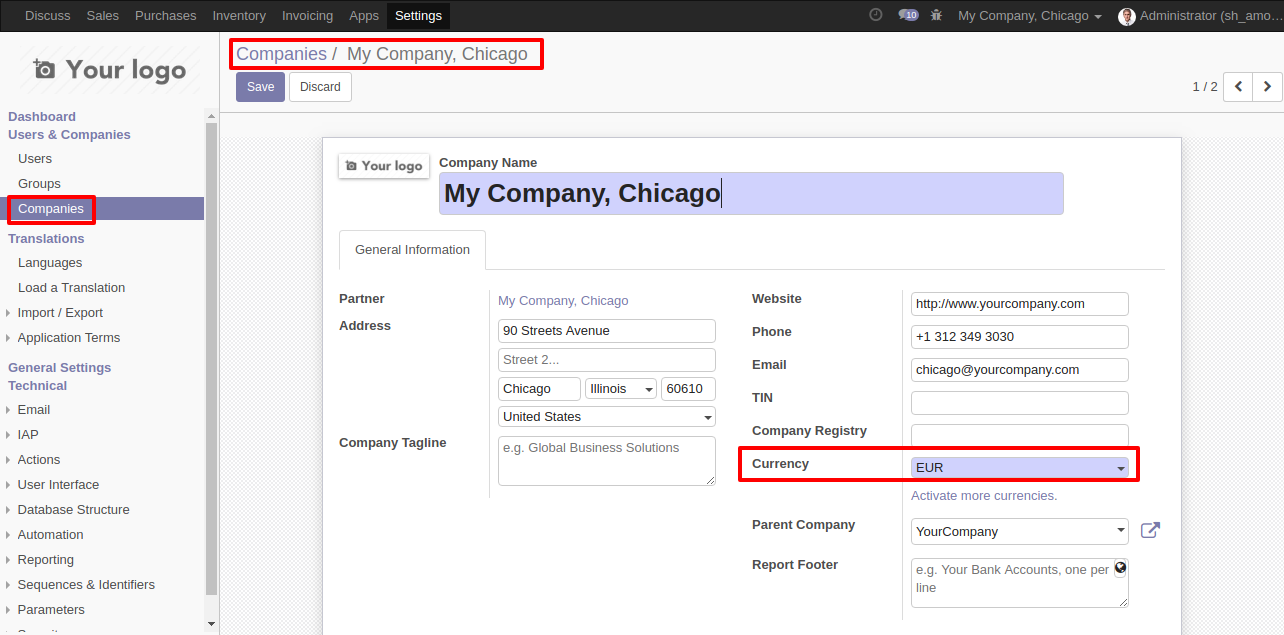 Discuss Sales Purchases Inventory Invoicing Apps Settings 10 My Company, Chicago Administrator (sh_amo...
Your logo
Companies / My Company, Chicago
Save Discard
1 / 2
Dashboard
Users & Companies
Users
Groups
Companies
Translations
Languages
Load a Translation
Import / Export
Application Terms
General Settings
Technical
Email
IAP
Actions
User Interface
Database Structure
Automation
Reporting
Sequences & Identifiers
Parameters
Your logo
Company Name
My Company, Chicago
General Information
Partner My Company, Chicago
Address 90 Streets Avenue
Street 2...
Chicago Illinois 60610
United States
Company Tagline e.g. Global Business Solutions
Website http://www.yourcompany.com
Phone +1 312 349 3030
Email chicago@yourcompany.com
TIN
Company Registry
Currency EUR
Activate more currencies.
Parent Company YourCompany
Report Footer e.g. Your Bank Accounts, one per
line